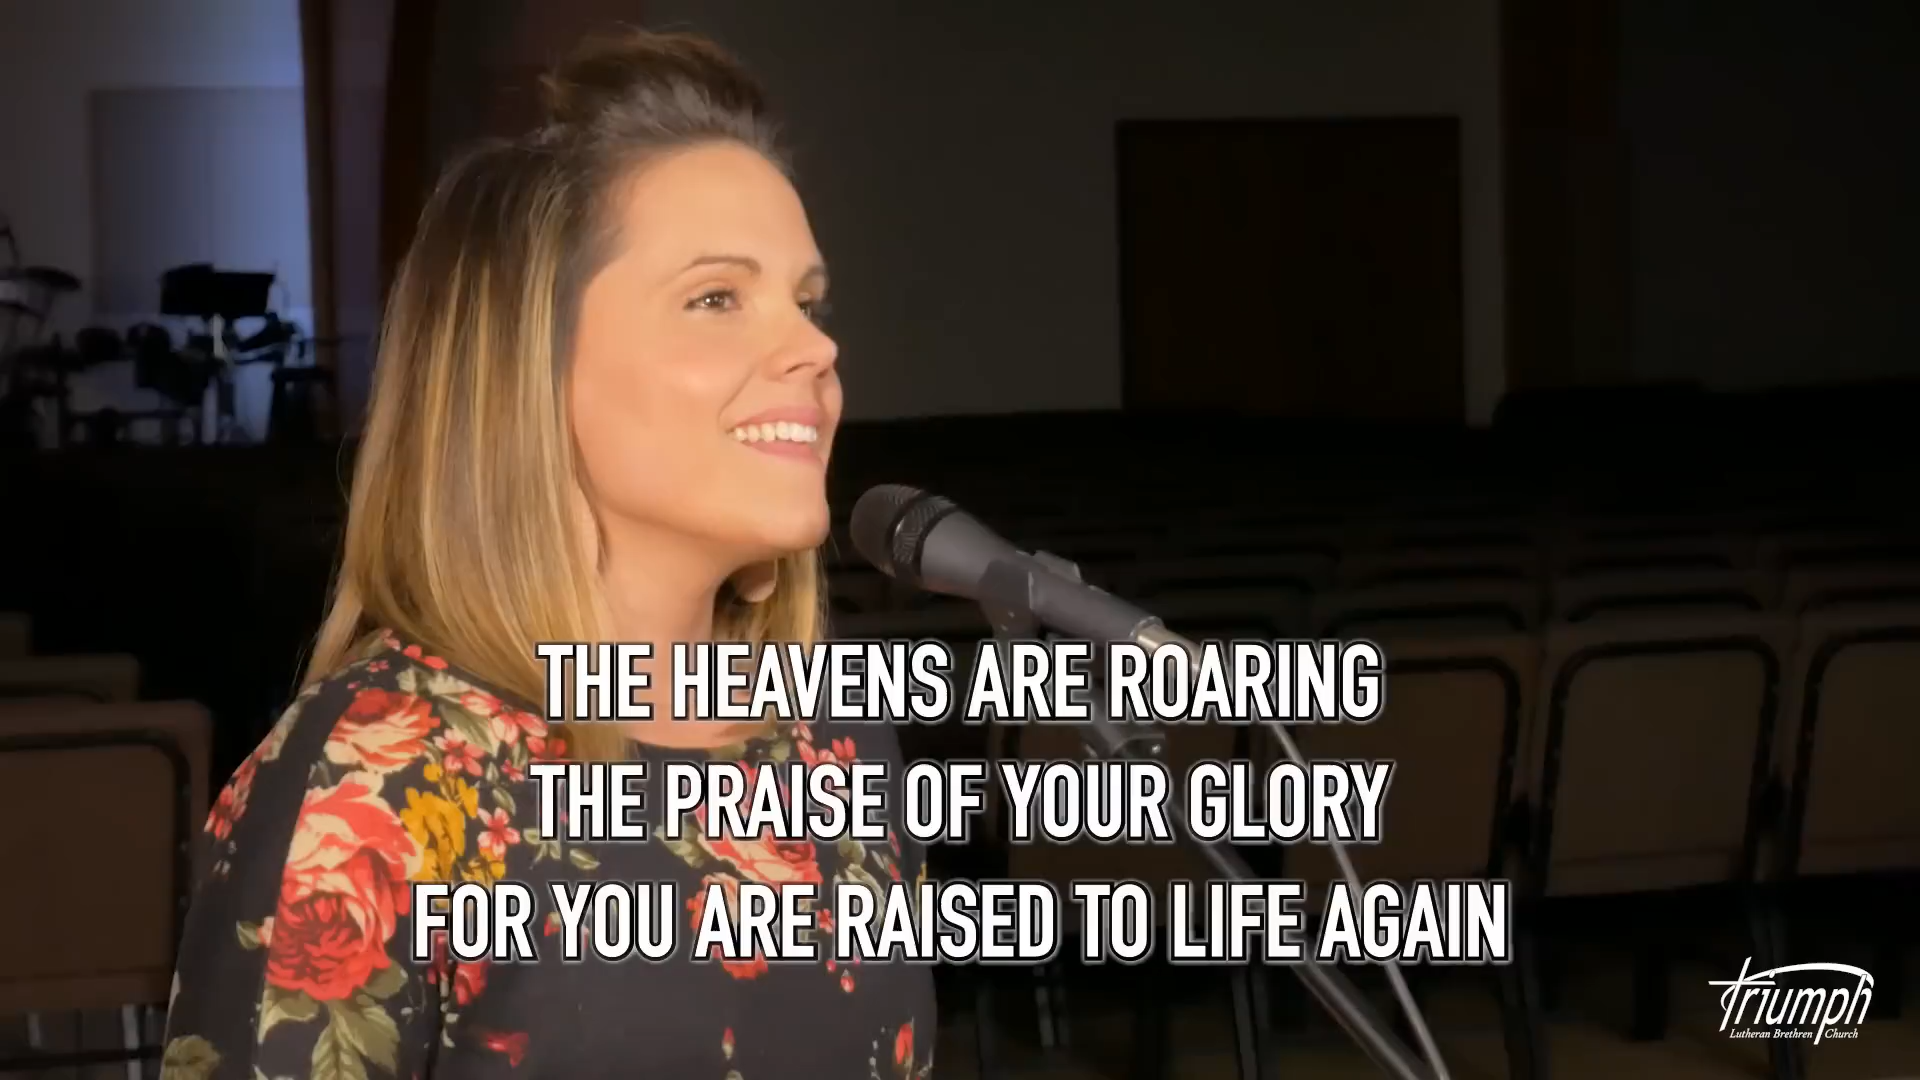 THE HEAVENS ARE ROARING
THE PRAISE OF YOUR GLORY
FOR YOU ARE RAISED TO LIFE AGAIN
Triumph
Lutheran Brethren Church